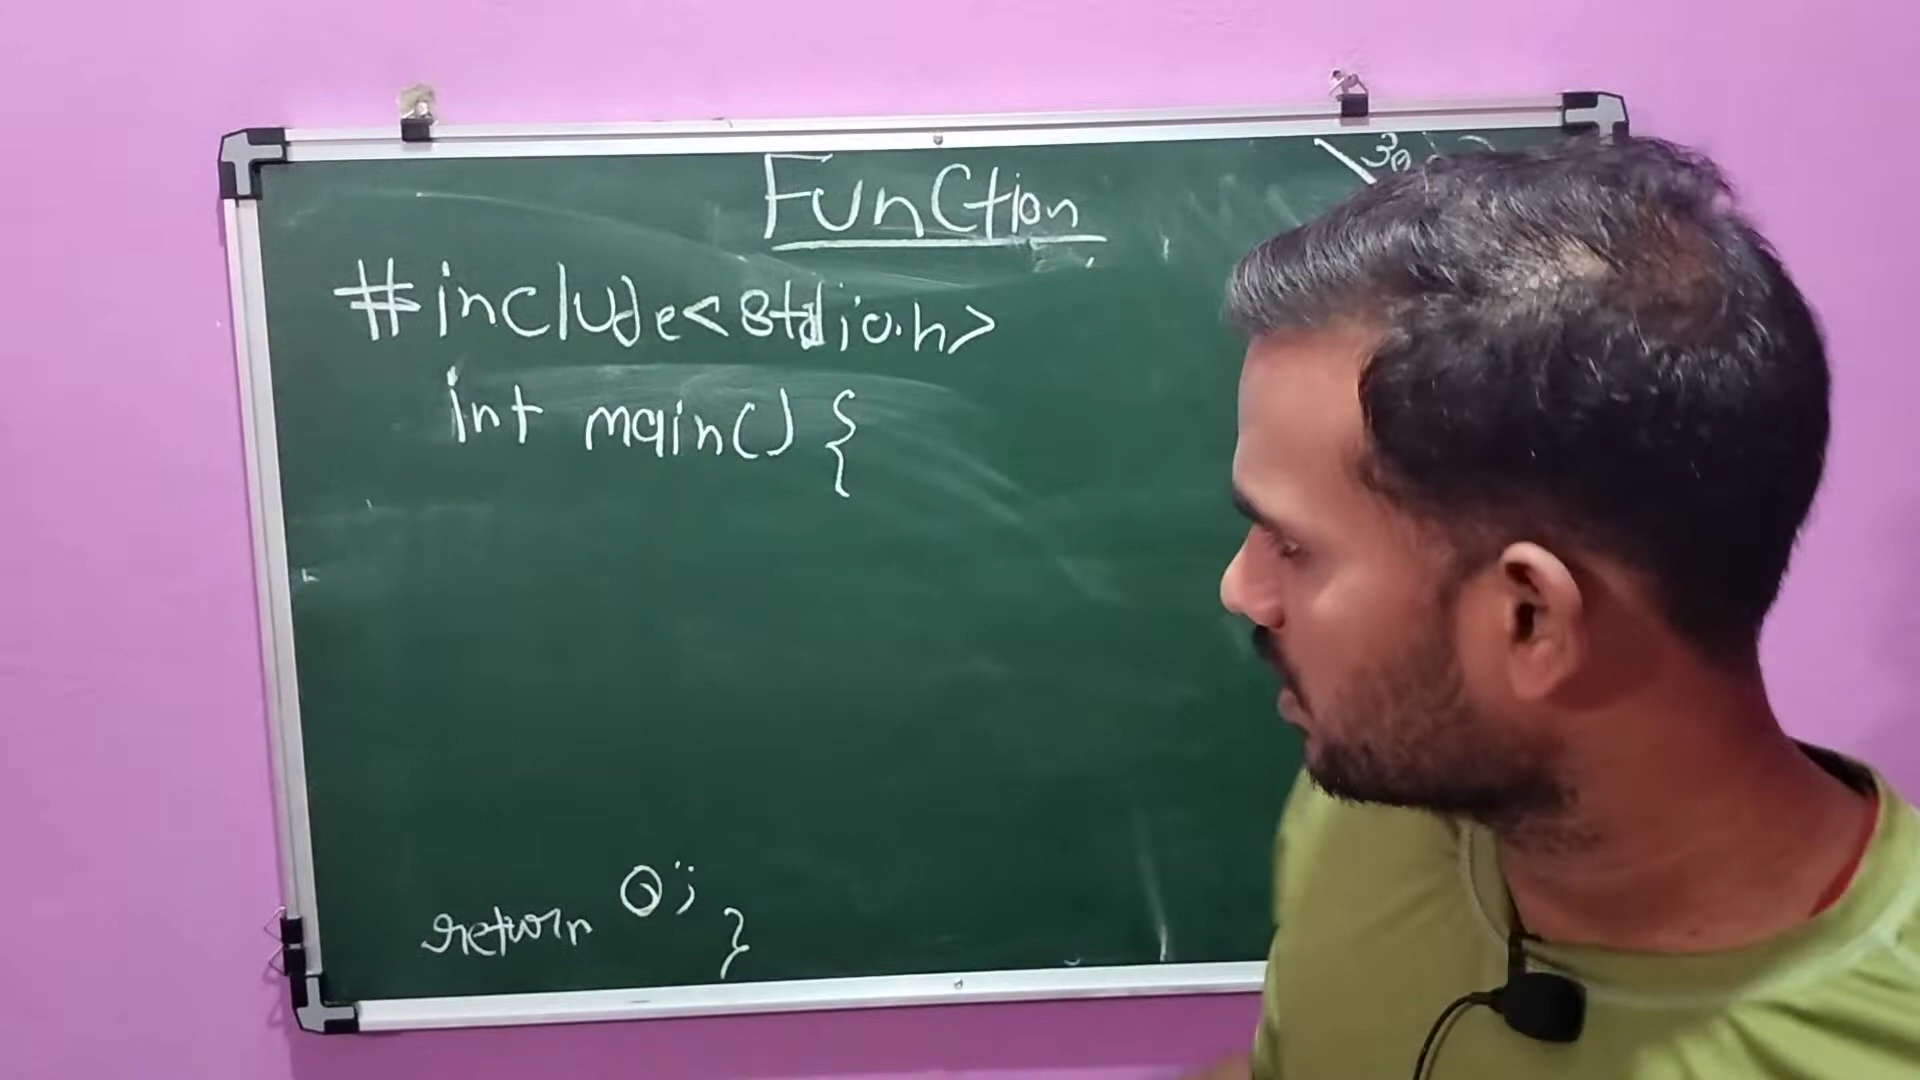 Function
#include<stdio.h>
int main() {
return 0; }